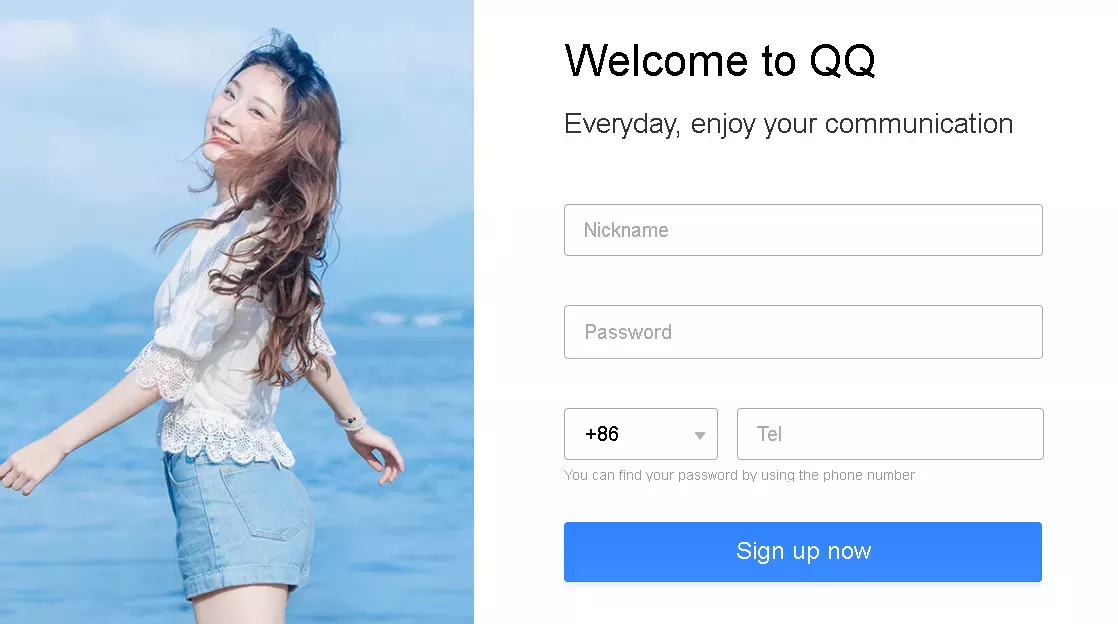 Welcome to QQ
Everyday, enjoy your communication
Nickname
Password
+86
Tel
You can find your password by using the phone number
Sign up now